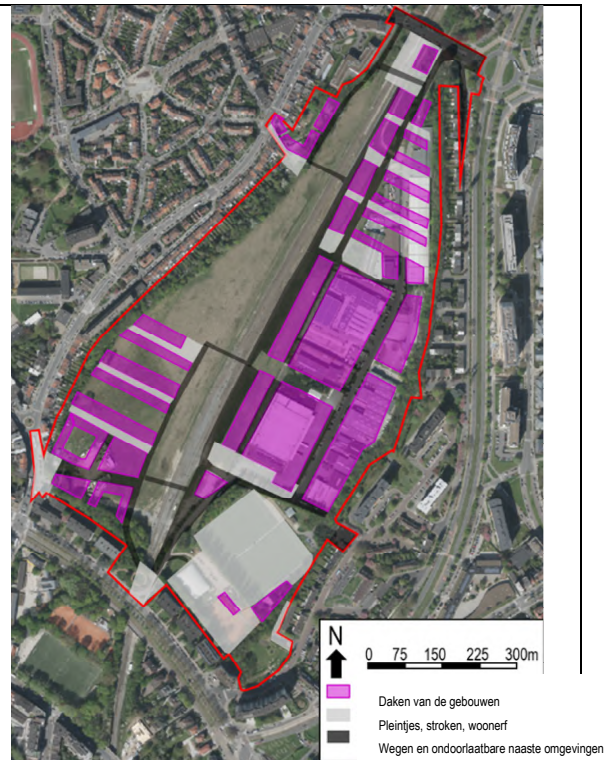 N
0 75 150 225 300m
Daken van de gebouwen
Pleintjes, stroken, woonerf
Wegen en ondoorlaatbare naaste omgevingen